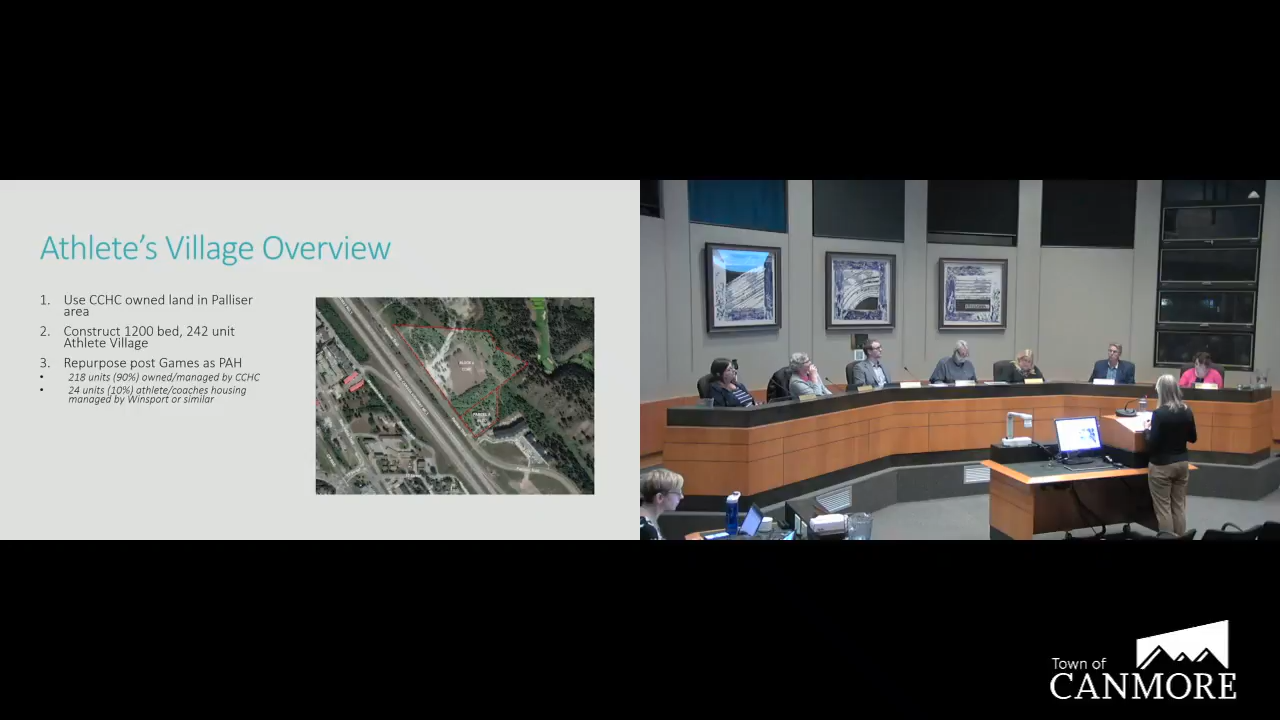 Athlete's Village Overview
1. Use CCHC owned land in Palliser
area
2. Construct 1200 bed, 242 unit
Athlete Village
3. Repurpose post Games as PAH
• 218 units (90%) owned/managed by CCHC
• 24 units (10%) athlete/coaches housing
managed by Winsport or similar
Town of
CANMORE